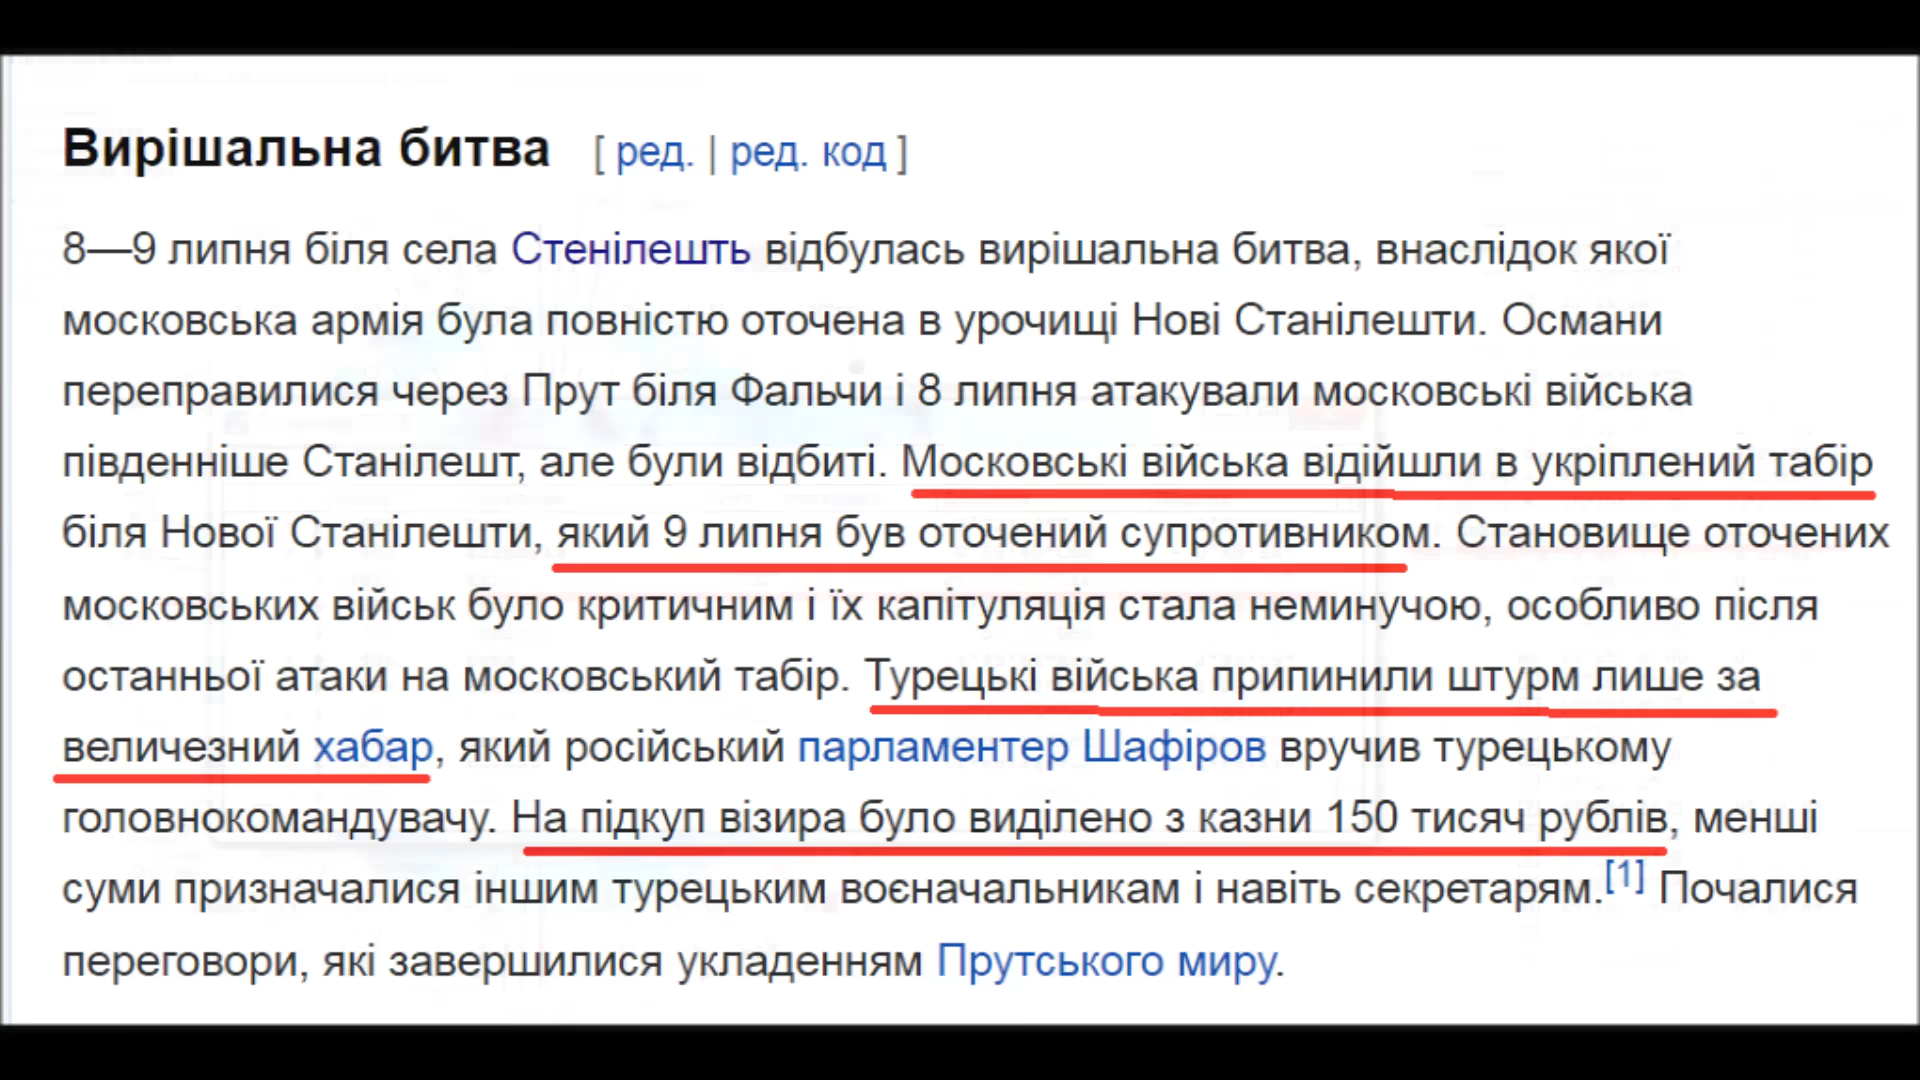 Вирішальна битва [ ред. | ред. код ]
8—9 липня біля села Стенілешть відбулась вирішальна битва, внаслідок якої
московська армія була повністю оточена в урочищі Нові Станілешти. Османи
переправилися через Прут біля Фальчи і 8 липня атакували московські війська
південніше Станілешт, але були відбиті. Московські війська відійшли в укріплений табір
біля Нової Станілешти, який 9 липня був оточений супротивником. Становище оточених
московських військ було критичним і їх капітуляція стала неминучою, особливо після
останньої атаки на московський табір. Турецькі війська припинили штурм лише за
величезний хабар, який російський парламентер Шафіров вручив турецькому
головнокомандувачу. На підкуп візира було виділено з казни 150 тисяч рублів, менші
суми призначалися іншим турецьким воєначальникам і навіть секретарям.[1] Почалися
переговори, які завершилися укладенням Прутського миру.